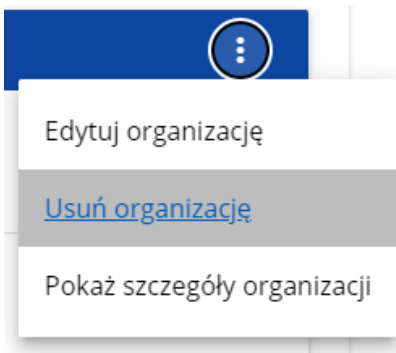 Edytuj organizację
Usuń organizację
Pokaż szczegóły organizacji